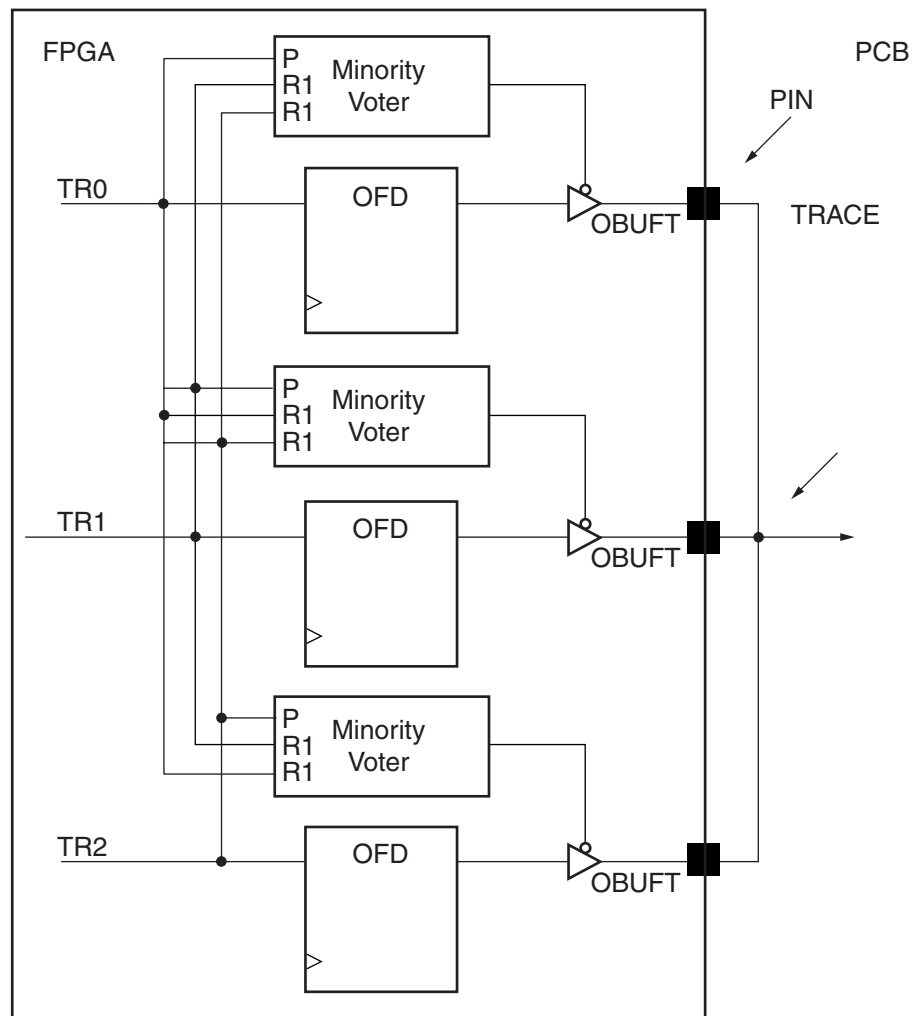 FPGA
PCB
P
R1
R1
Minority
Voter
PIN
TR0
OFD
OBUFT
TRACE
P
R1
R1
Minority
Voter
TR1
OFD
OBUFT
P
R1
R1
Minority
Voter
TR2
OFD
OBUFT